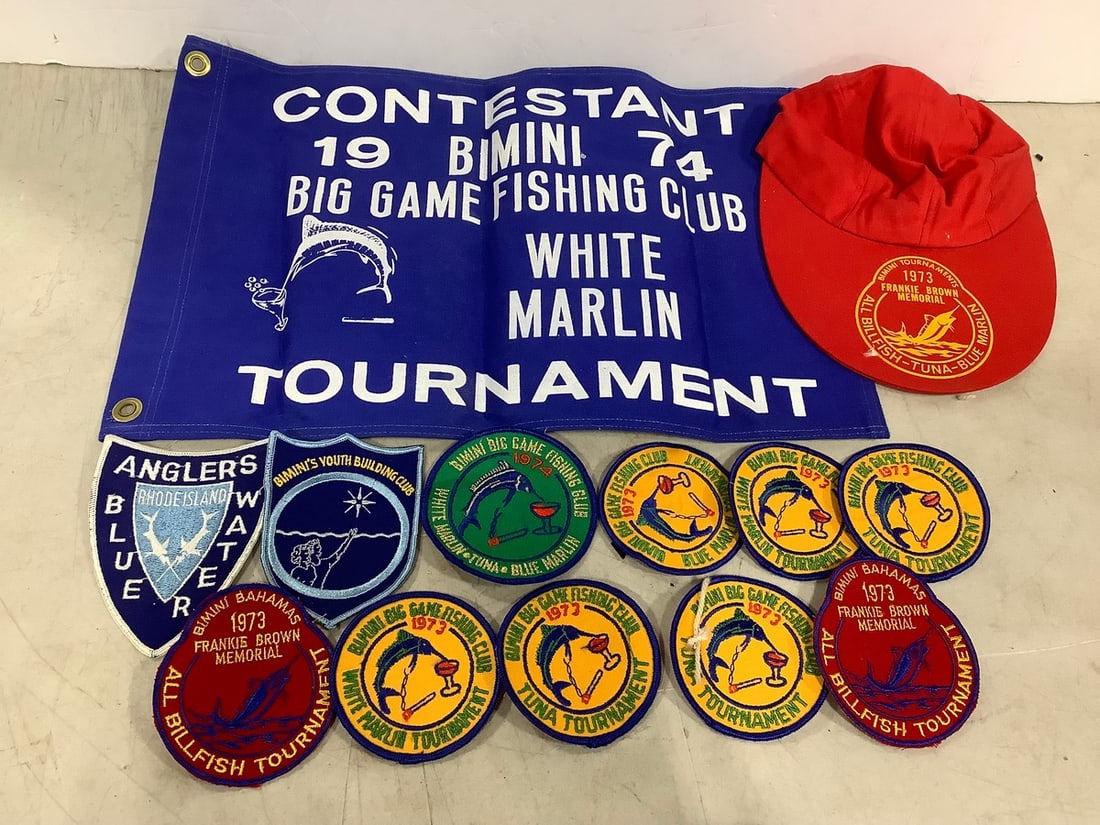 CONTESTANT
19 BIMINI 74
BIG GAME FISHING CLUB
WHITE
MARLIN
TOURNAMENT
BIMINI TOURNAMENTS
1973
FRANKIE BROWN
MEMORIAL
ALL BILLFISH-TUNA-BLUE MARLIN
ANGLERS
RHODE ISLAND
BLUE
WATER
BIMINI'S YOUTH BUILDING CLUB
BIMINI BIG GAME FISHING CLUB
1974
WHITE MARLIN • TUNA • BLUE MARLIN
BIMINI BIG GAME FISHING CLUB
1973
BLUE MARLIN TOURNAMENT
BIMINI BIG GAME
1973
WHITE MARLIN TOURNAMENT
BIMINI BIG GAME FISHING CLUB
1973
TUNA TOURNAMENT
BIMINI BAHAMAS
1973
FRANKIE BROWN
MEMORIAL
ALL BILLFISH TOURNAMENT
BIMINI BIG GAME FISHING CLUB
1973
WHITE MARLIN TOURNAMENT
BIMINI BIG GAME FISHING CLUB
1973
TUNA TOURNAMENT
BIMINI BIG GAME FISHING CLUB
1973
TUNA TOURNAMENT
BIMINI BAHAMAS
1973
FRANKIE BROWN
MEMORIAL
ALL BILLFISH TOURNAMENT